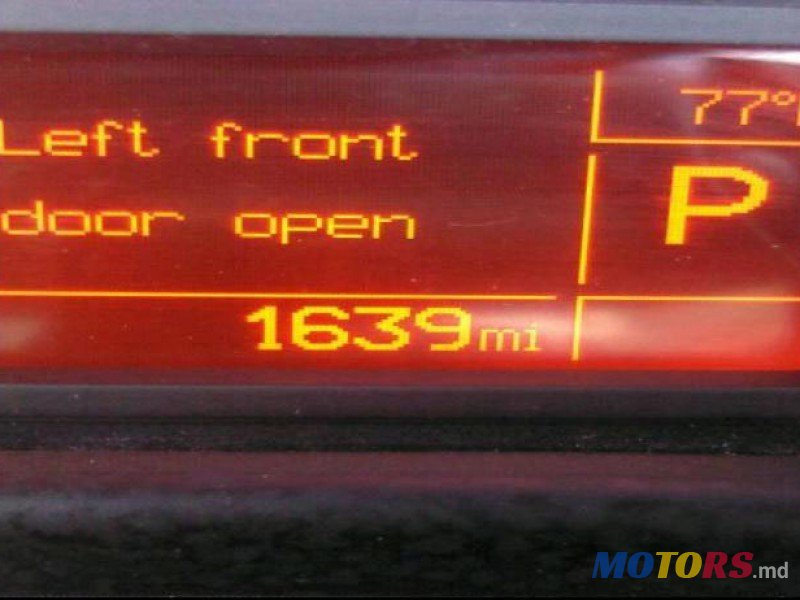 Left front
door open
77°
P
1639mi
MOTORS.md